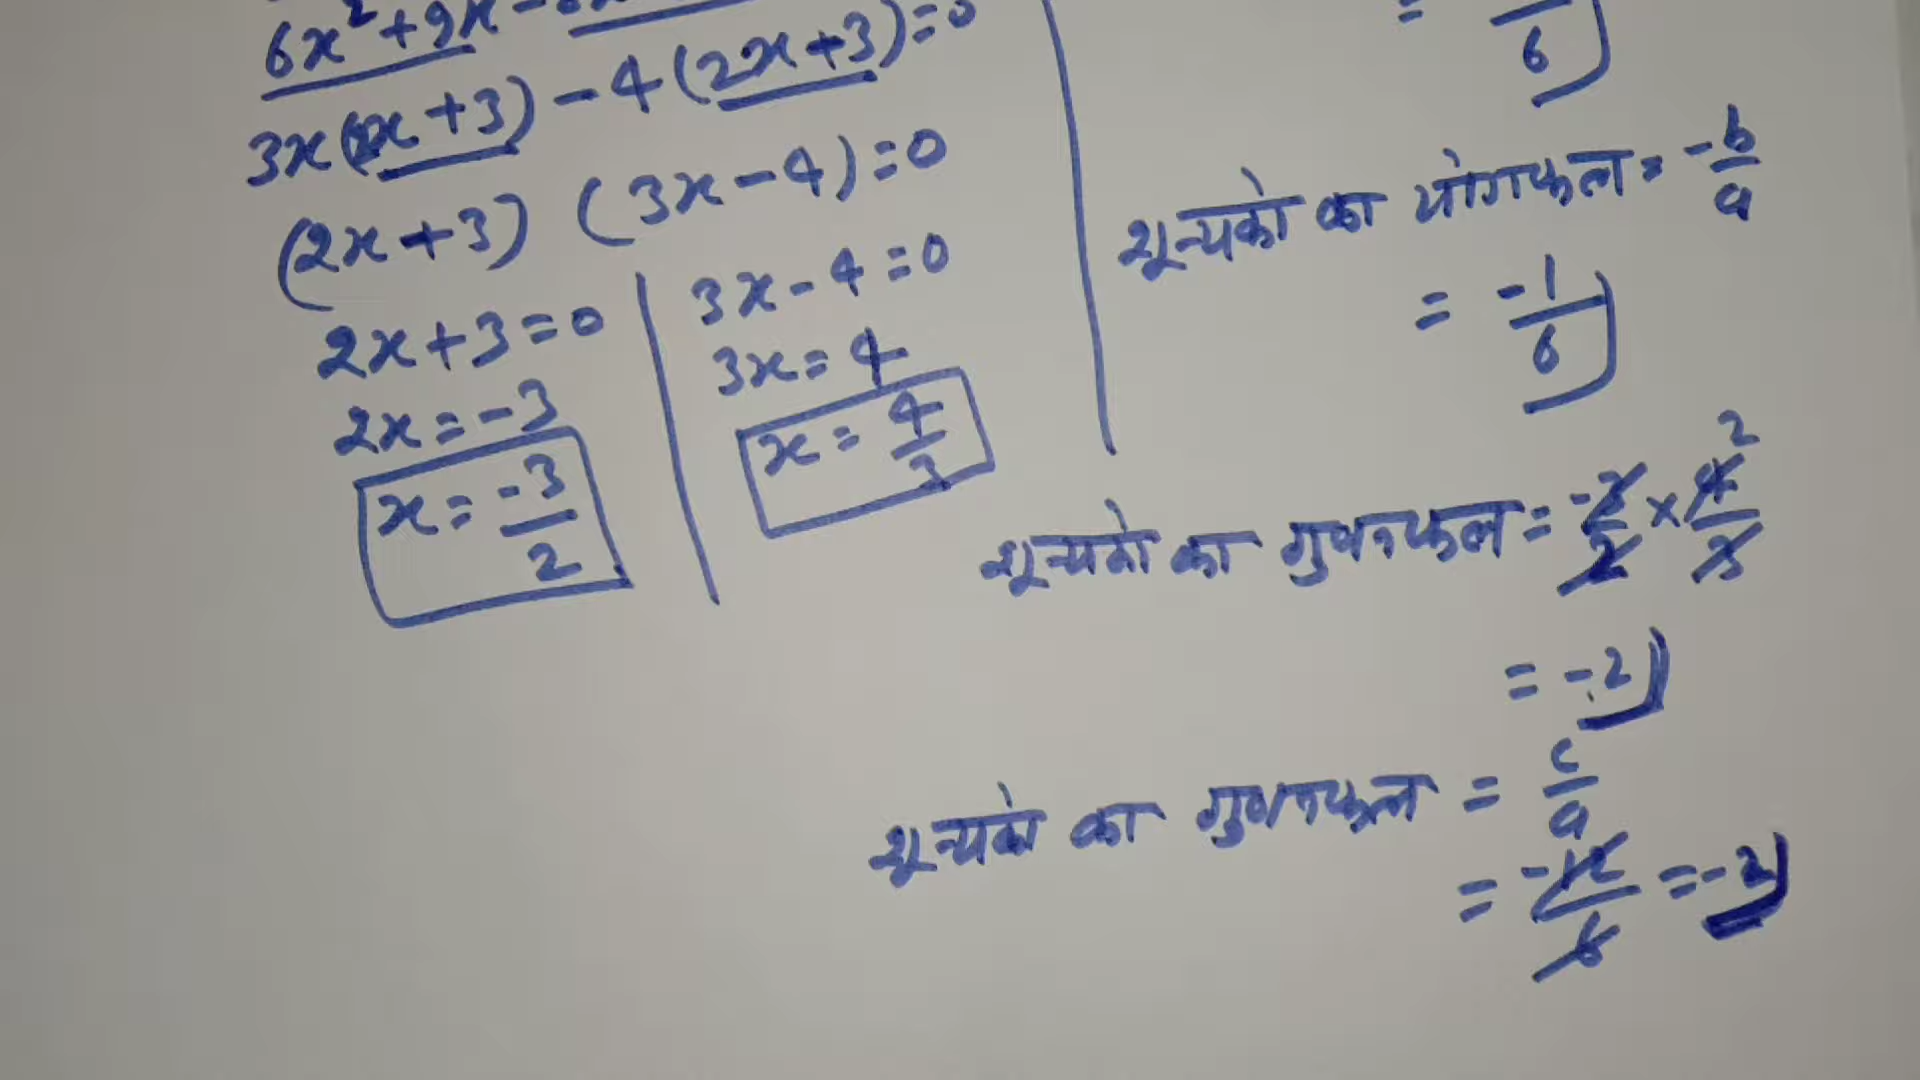 6x²+9x-8x
3x(2x+3)-4(2x+3)=0
(2x+3) (3x-4)=0
2x+3=0
2x=-3
x=-3/2
3x-4=0
3x=4
x=4/3
= /6
शून्यको का योगफल= -b/a
= -1/6
शून्यको का गुणनफल= -3/2 × 4/3 2
= -2
शून्यको का गुणनफल = c/a
= -12/6 =-2